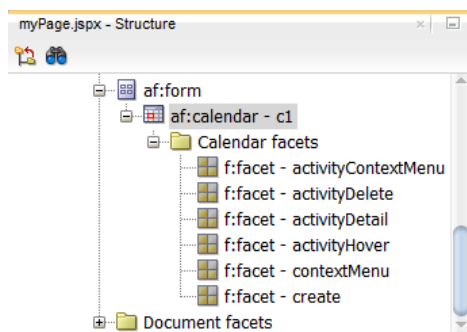 myPage.jspx - Structure
af:form
af:calendar - c1
Calendar facets
f:facet - activityContextMenu
f:facet - activityDelete
f:facet - activityDetail
f:facet - activityHover
f:facet - contextMenu
f:facet - create
Document facets